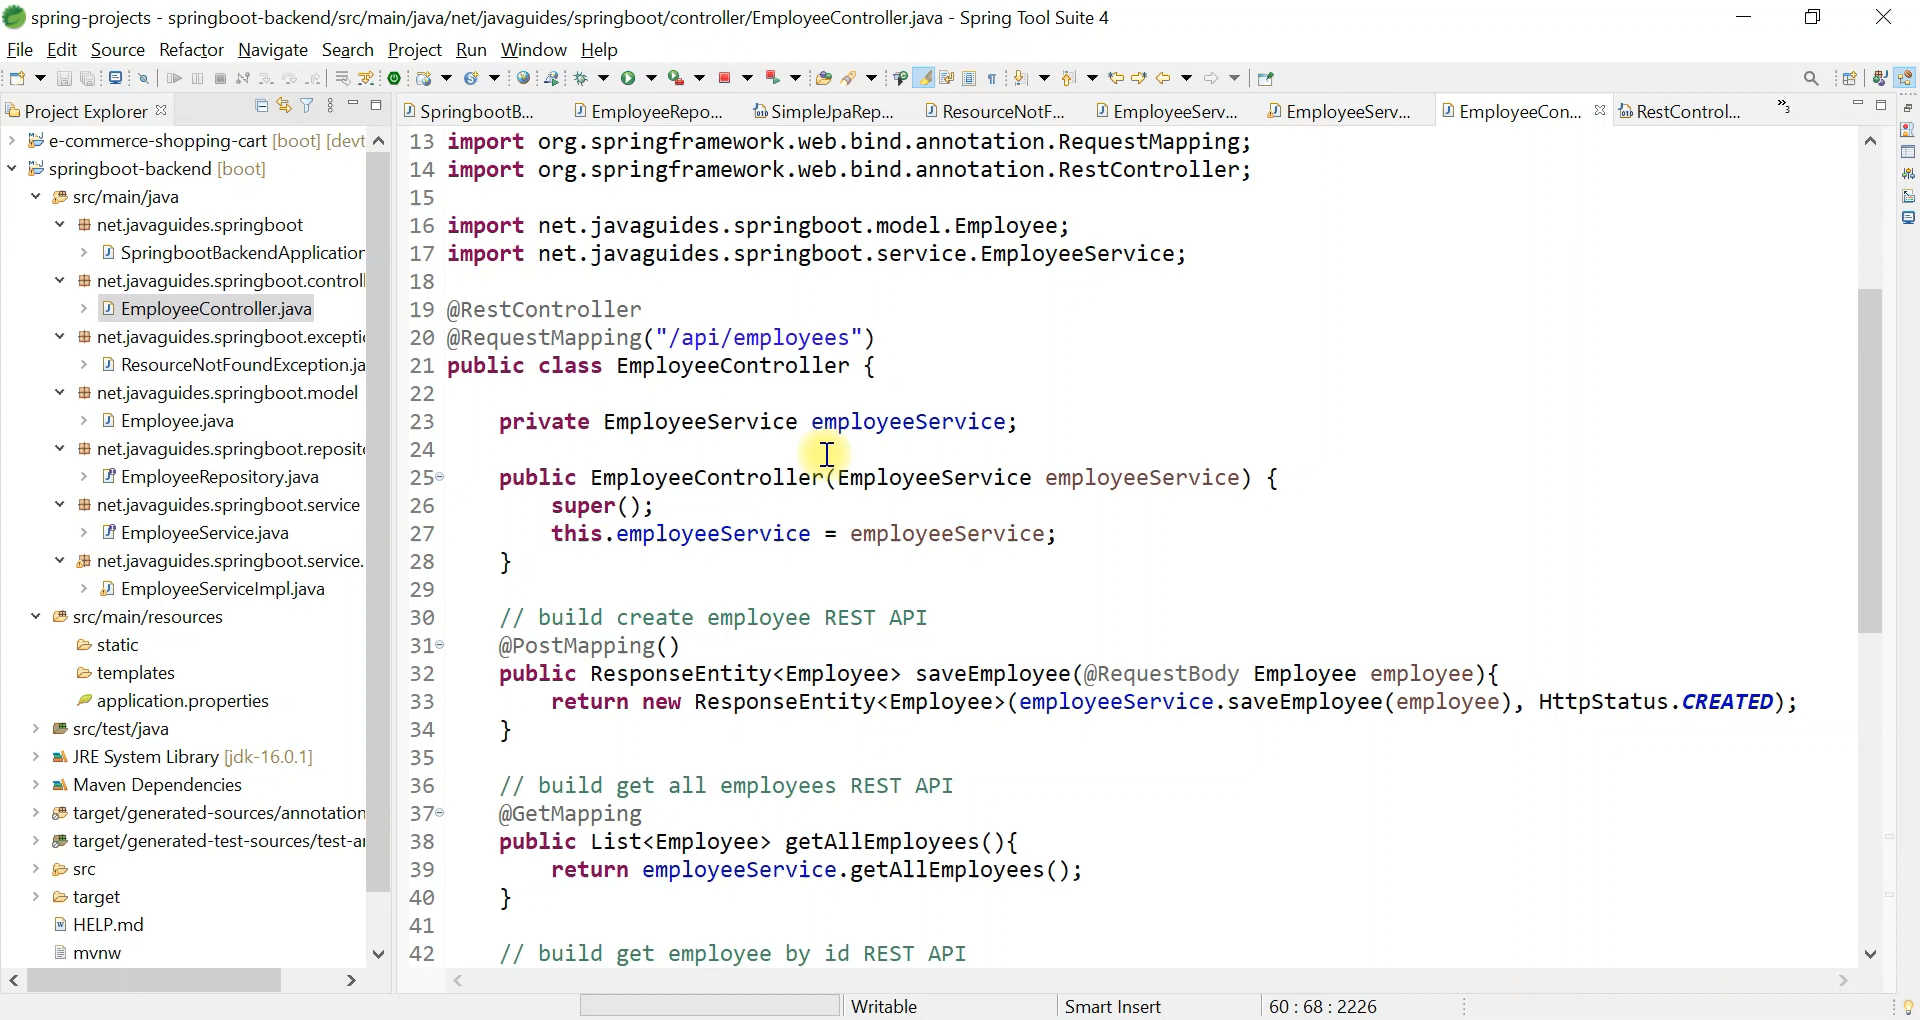 spring-projects - springboot-backend/src/main/java/net/javaguides/springboot/controller/EmployeeController.java - Spring Tool Suite 4
File Edit Source Refactor Navigate Search Project Run Window Help
Project Explorer
e-commerce-shopping-cart [boot] [devt
springboot-backend [boot]
src/main/java
net.javaguides.springboot
SpringbootBackendApplication
net.javaguides.springboot.controll
EmployeeController.java
net.javaguides.springboot.excepti
ResourceNotFoundException.ja
net.javaguides.springboot.model
Employee.java
net.javaguides.springboot.reposit
EmployeeRepository.java
net.javaguides.springboot.service
EmployeeService.java
net.javaguides.springboot.service.
EmployeeServiceImpl.java
src/main/resources
static
templates
application.properties
src/test/java
JRE System Library [jdk-16.0.1]
Maven Dependencies
target/generated-sources/annotation
target/generated-test-sources/test-a
src
target
HELP.md
mvnw
SpringbootB... EmployeeRepo... SimpleJpaRep... ResourceNotF... EmployeeServ... EmployeeServ... EmployeeCon... RestControl... »3
13 import org.springframework.web.bind.annotation.RequestMapping;
14 import org.springframework.web.bind.annotation.RestController;
15
16 import net.javaguides.springboot.model.Employee;
17 import net.javaguides.springboot.service.EmployeeService;
18
19 @RestController
20 @RequestMapping("/api/employees")
21 public class EmployeeController {
22
23 private EmployeeService employeeService;
24
25 public EmployeeController(EmployeeService employeeService) {
26 super();
27 this.employeeService = employeeService;
28 }
29
30 // build create employee REST API
31 @PostMapping()
32 public ResponseEntity<Employee> saveEmployee(@RequestBody Employee employee){
33 return new ResponseEntity<Employee>(employeeService.saveEmployee(employee), HttpStatus.CREATED);
34 }
35
36 // build get all employees REST API
37 @GetMapping
38 public List<Employee> getAllEmployees(){
39 return employeeService.getAllEmployees();
40 }
41
42 // build get employee by id REST API
Writable Smart Insert 60 : 68 : 2226